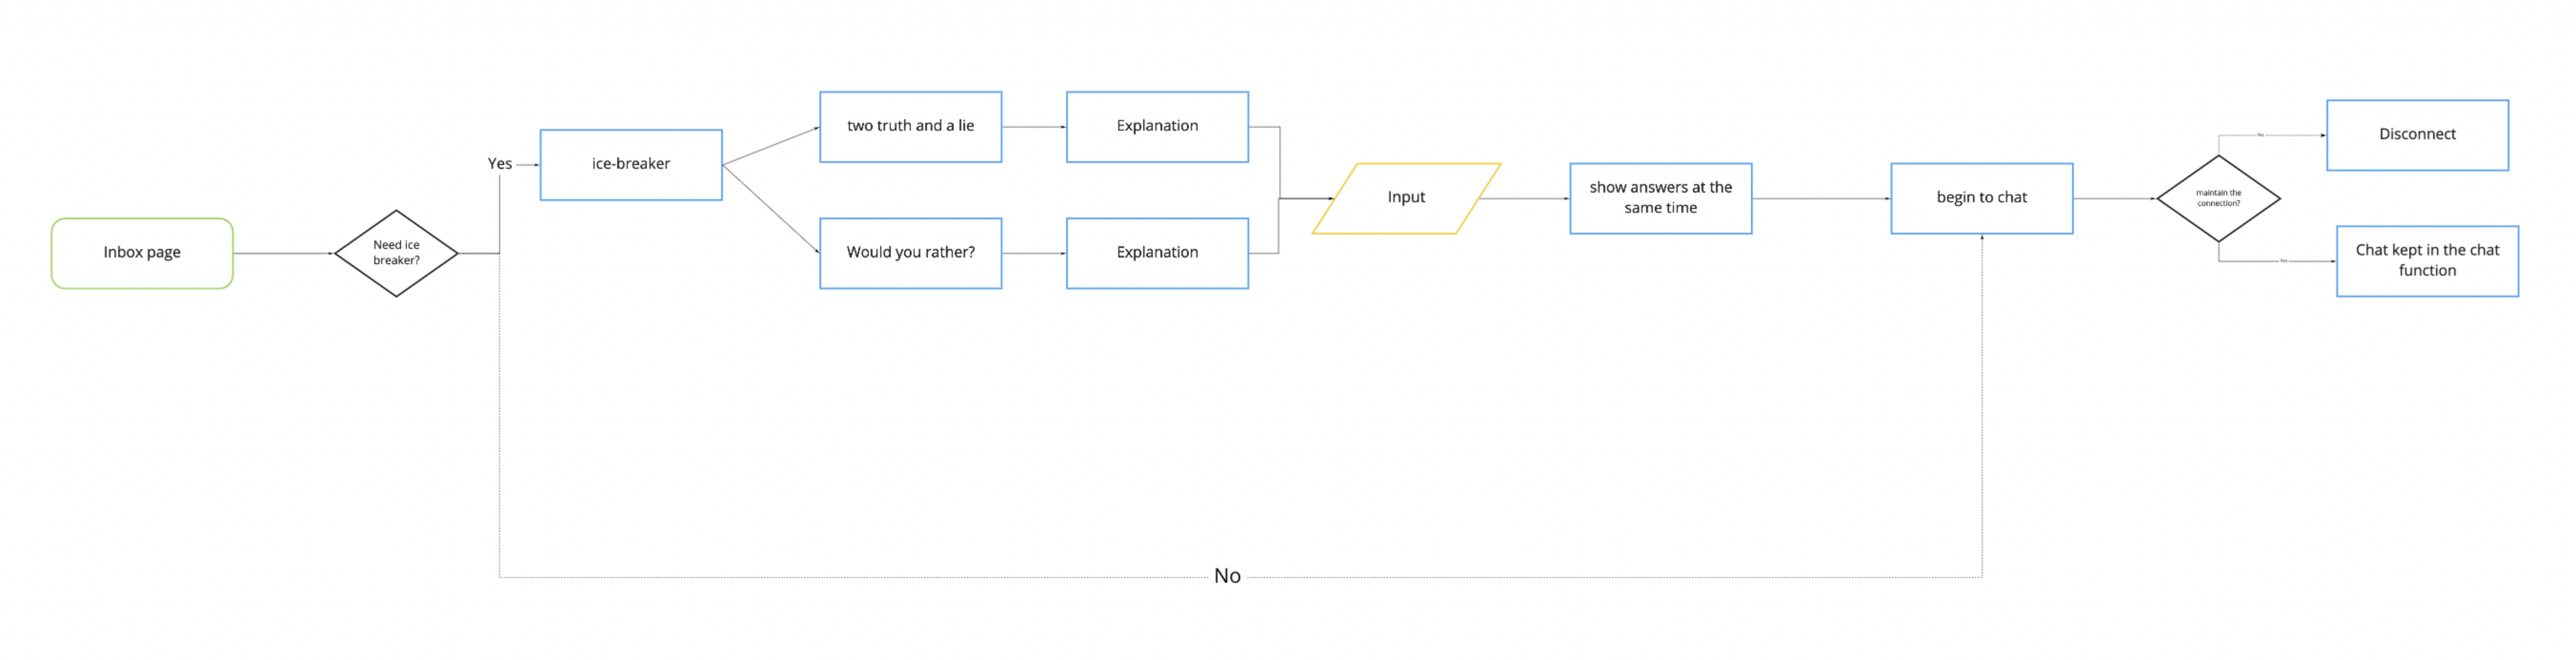 Inbox page
Need ice
breaker?
Yes
ice-breaker
two truth and a lie
Explanation
Would you rather?
Explanation
Input
show answers at the
same time
begin to chat
maintain the
connection?
No
Disconnect
Yes
Chat kept in the chat
function
No